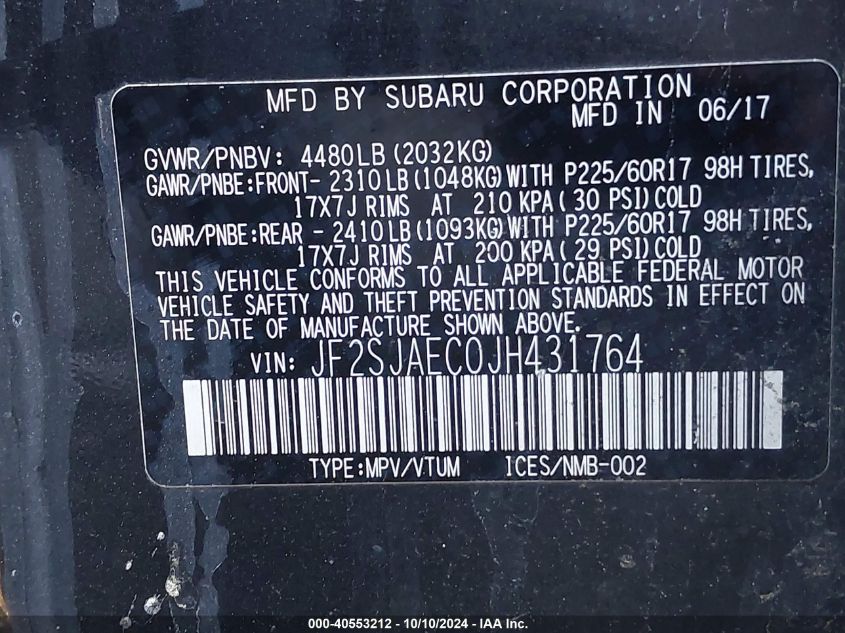 MFD BY SUBARU CORPORATION
MFD IN 06/17
GVWR/PNBV: 4480LB (2032KG)
GAWR/PNBE:FRONT- 2310LB (1048KG) WITH P225/60R17 98H TIRES,
17X7J RIMS AT 210 KPA ( 30 PSI) COLD
GAWR/PNBE:REAR - 2410LB (1093KG) WITH P225/60R17 98H TIRES,
17X7J RIMS AT 200 KPA ( 29 PSI) COLD
THIS VEHICLE CONFORMS TO ALL APPLICABLE FEDERAL MOTOR
VEHICLE SAFETY AND THEFT PREVENTION STANDARDS IN EFFECT ON
THE DATE OF MANUFACTURE SHOWN ABOVE.
VIN: JF2SJAEC0JH431764
TYPE:MPV/VTUM ICES/NMB-002
000-40553212 - 10/10/2024 - IAA Inc.